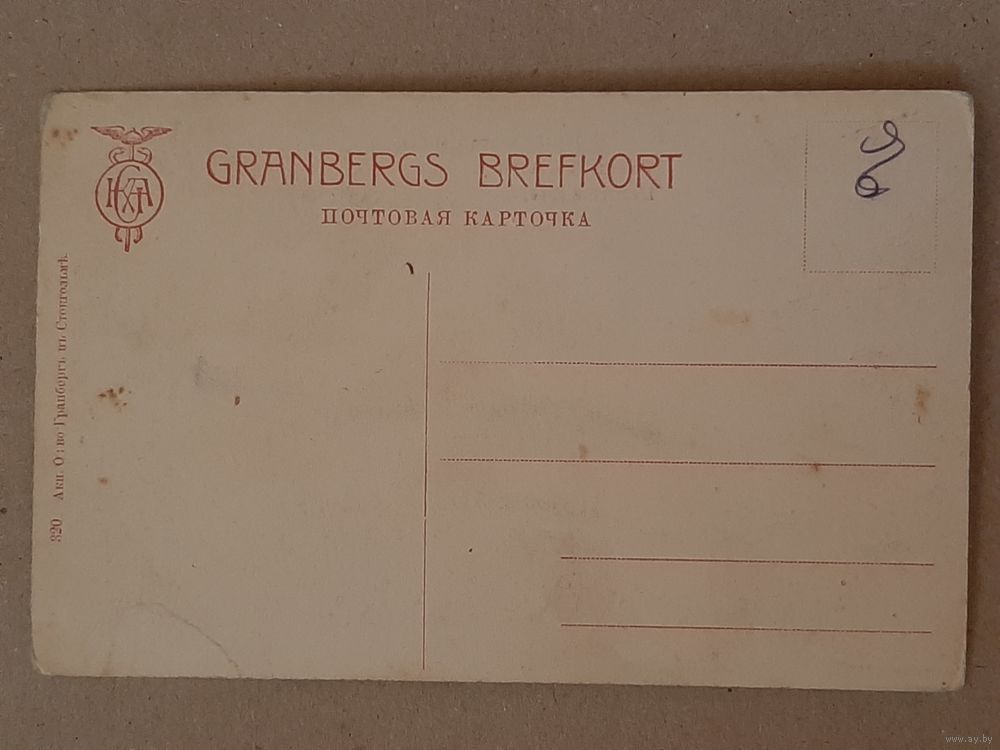 GRANBERGS BREFKORT
ПОЧТОВАЯ КАРТОЧКА
320 Акц. О-во Гранбергъ въ Стокгольмѣ.
www.ay.by